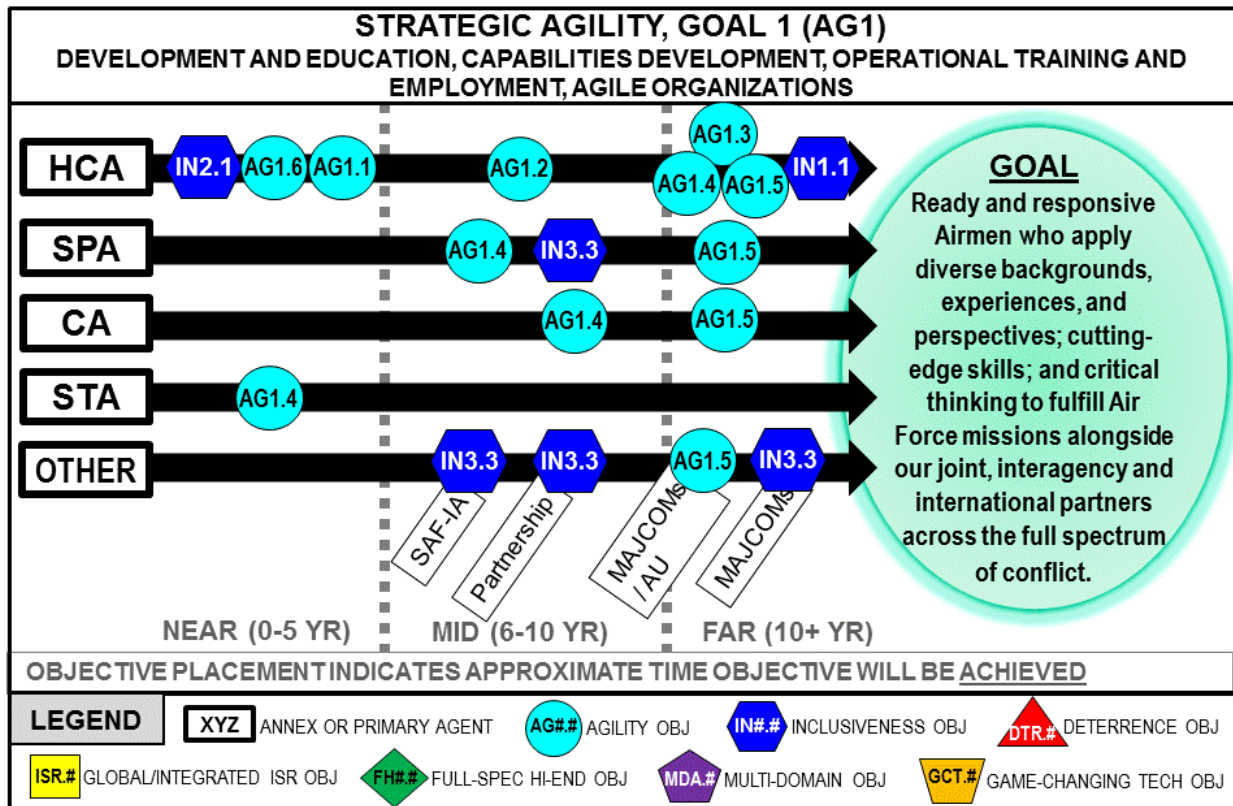 STRATEGIC AGILITY, GOAL 1 (AG1)
DEVELOPMENT AND EDUCATION, CAPABILITIES DEVELOPMENT, OPERATIONAL TRAINING AND
EMPLOYMENT, AGILE ORGANIZATIONS
HCA
IN2.1
AG1.6
AG1.1
AG1.2
AG1.3
AG1.4
AG1.5
IN1.1
SPA
AG1.4
IN3.3
AG1.5
CA
AG1.4
AG1.5
STA
AG1.4
OTHER
IN3.3
IN3.3
AG1.5
IN3.3
SAF-IA
Partnership
MAJCOMs
/AU
MAJCOMs
GOAL
Ready and responsive
Airmen who apply
diverse backgrounds,
experiences, and
perspectives; cutting-
edge skills; and critical
thinking to fulfill Air
Force missions alongside
our joint, interagency and
international partners
across the full spectrum
of conflict.
NEAR (0-5 YR)
MID (6-10 YR)
FAR (10+ YR)
OBJECTIVE PLACEMENT INDICATES APPROXIMATE TIME OBJECTIVE WILL BE ACHIEVED
LEGEND
XYZ ANNEX OR PRIMARY AGENT
AG#.# AGILITY OBJ
IN#.# INCLUSIVENESS OBJ
DTR.# DETERRENCE OBJ
ISR.# GLOBAL/INTEGRATED ISR OBJ
FH#.# FULL-SPEC HI-END OBJ
MDA.# MULTI-DOMAIN OBJ
GCT.# GAME-CHANGING TECH OBJ